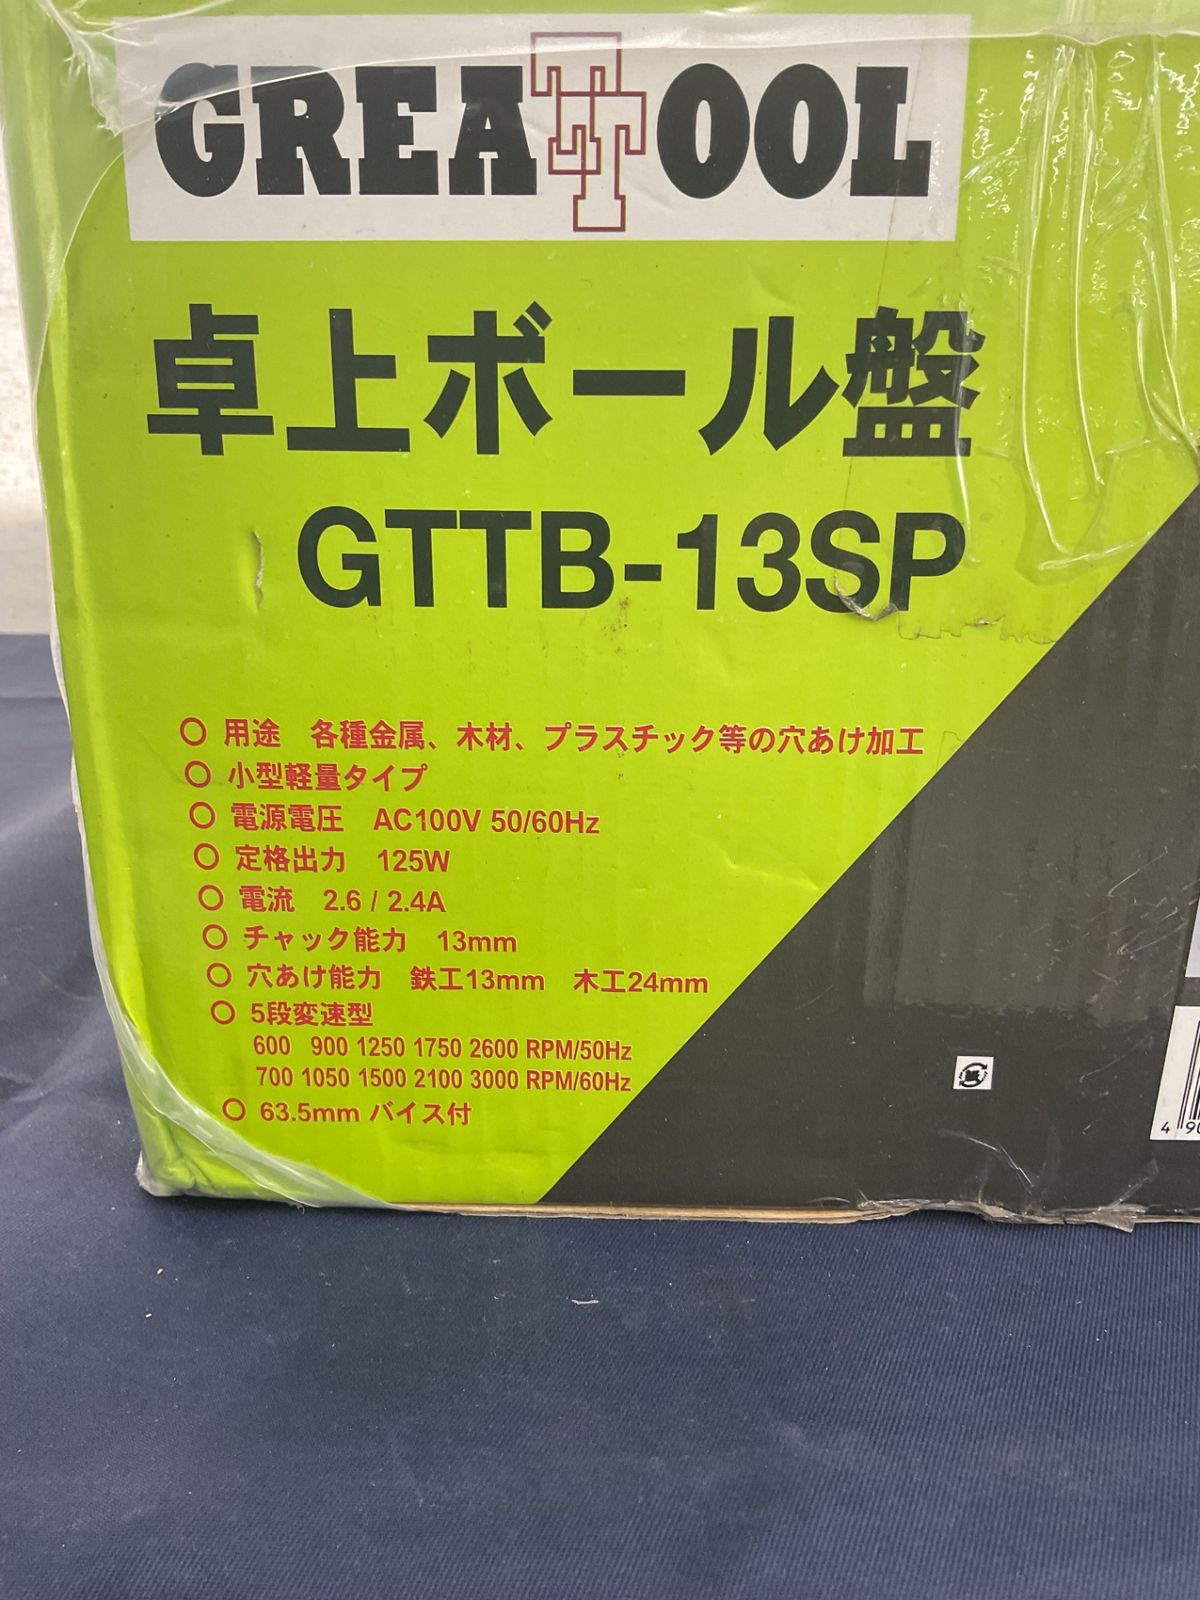 GREATOOL
卓上ボール盤
GTTB-13SP
○ 用途　各種金属、木材、プラスチック等の穴あけ加工
○ 小型軽量タイプ
○ 電源電圧　AC100V 50/60Hz
○ 定格出力　125W
○ 電流　2.6 / 2.4A
○ チャック能力　13mm
○ 穴あけ能力　鉄工13mm　木工24mm
○ 5段変速型
600 900 1250 1750 2600 RPM/50Hz
700 1050 1500 2100 3000 RPM/60Hz
○ 63.5mm バイス付